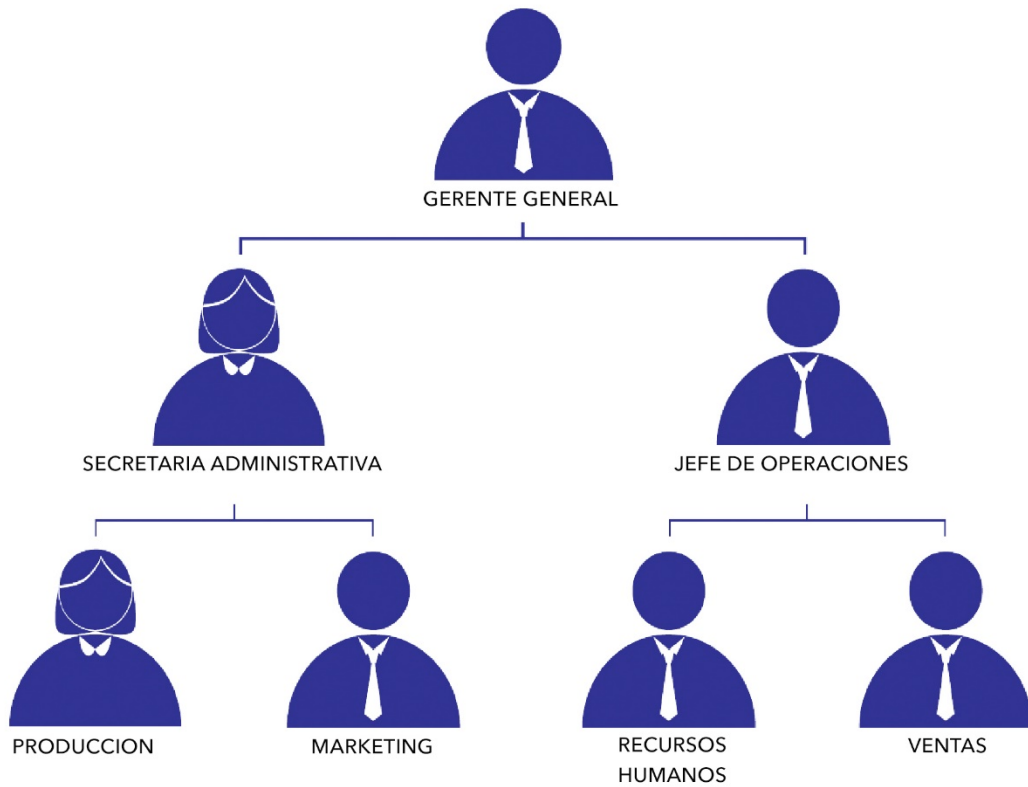 GERENTE GENERAL
SECRETARIA ADMINISTRATIVA
JEFE DE OPERACIONES
PRODUCCION
MARKETING
RECURSOS
HUMANOS
VENTAS